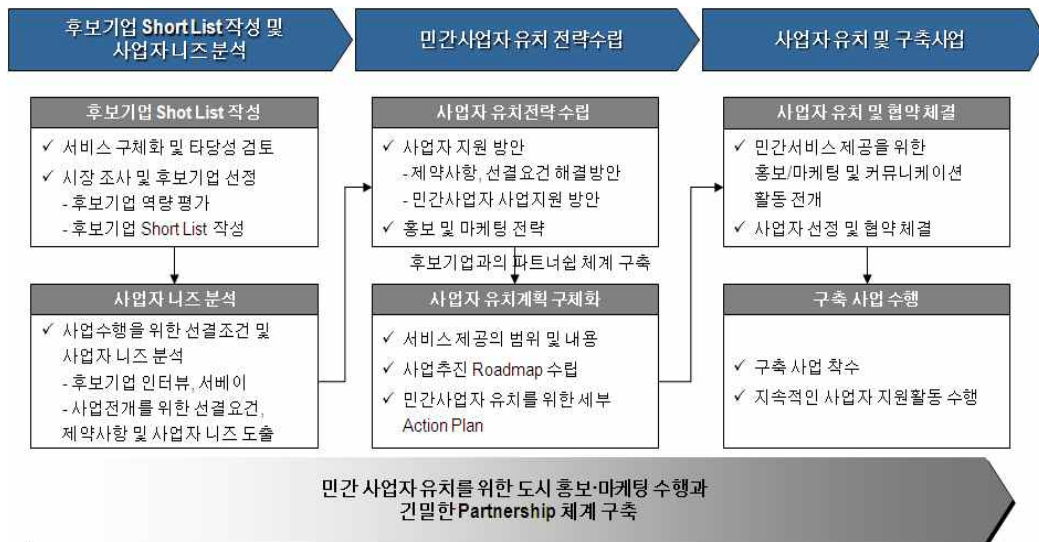 후보기업 Short List 작성 및
사업자 니즈 분석
민간사업자 유치 전략수립
사업자 유치 및 구축사업
후보기업 Shot List 작성
✓ 서비스 구체화 및 타당성 검토
✓ 시장 조사 및 후보기업 선정
- 후보기업 역량 평가
- 후보기업 Short List 작성
사업자 니즈 분석
✓ 사업수행을 위한 선결조건 및
사업자 니즈 분석
- 후보기업 인터뷰, 서베이
- 사업전개를 위한 선결요건,
제약사항 및 사업자 니즈 도출
사업자 유치전략 수립
✓ 사업자 지원 방안
- 제약사항, 선결요건 해결방안
- 민간사업자 사업지원 방안
✓ 홍보 및 마케팅 전략
후보기업과의 파트너쉽 체계 구축
사업자 유치계획 구체화
✓ 서비스 제공의 범위 및 내용
✓ 사업추진 Roadmap 수립
✓ 민간사업자 유치를 위한 세부
Action Plan
사업자 유치 및 협약 체결
✓ 민간서비스 제공을 위한
홍보/마케팅 및 커뮤니케이션
활동 전개
✓ 사업자 선정 및 협약 체결
구축 사업 수행
✓ 구축 사업 착수
✓ 지속적인 사업자 지원활동 수행
민간 사업자 유치를 위한 도시 홍보·마케팅 수행과
긴밀한 Partnership 체계 구축